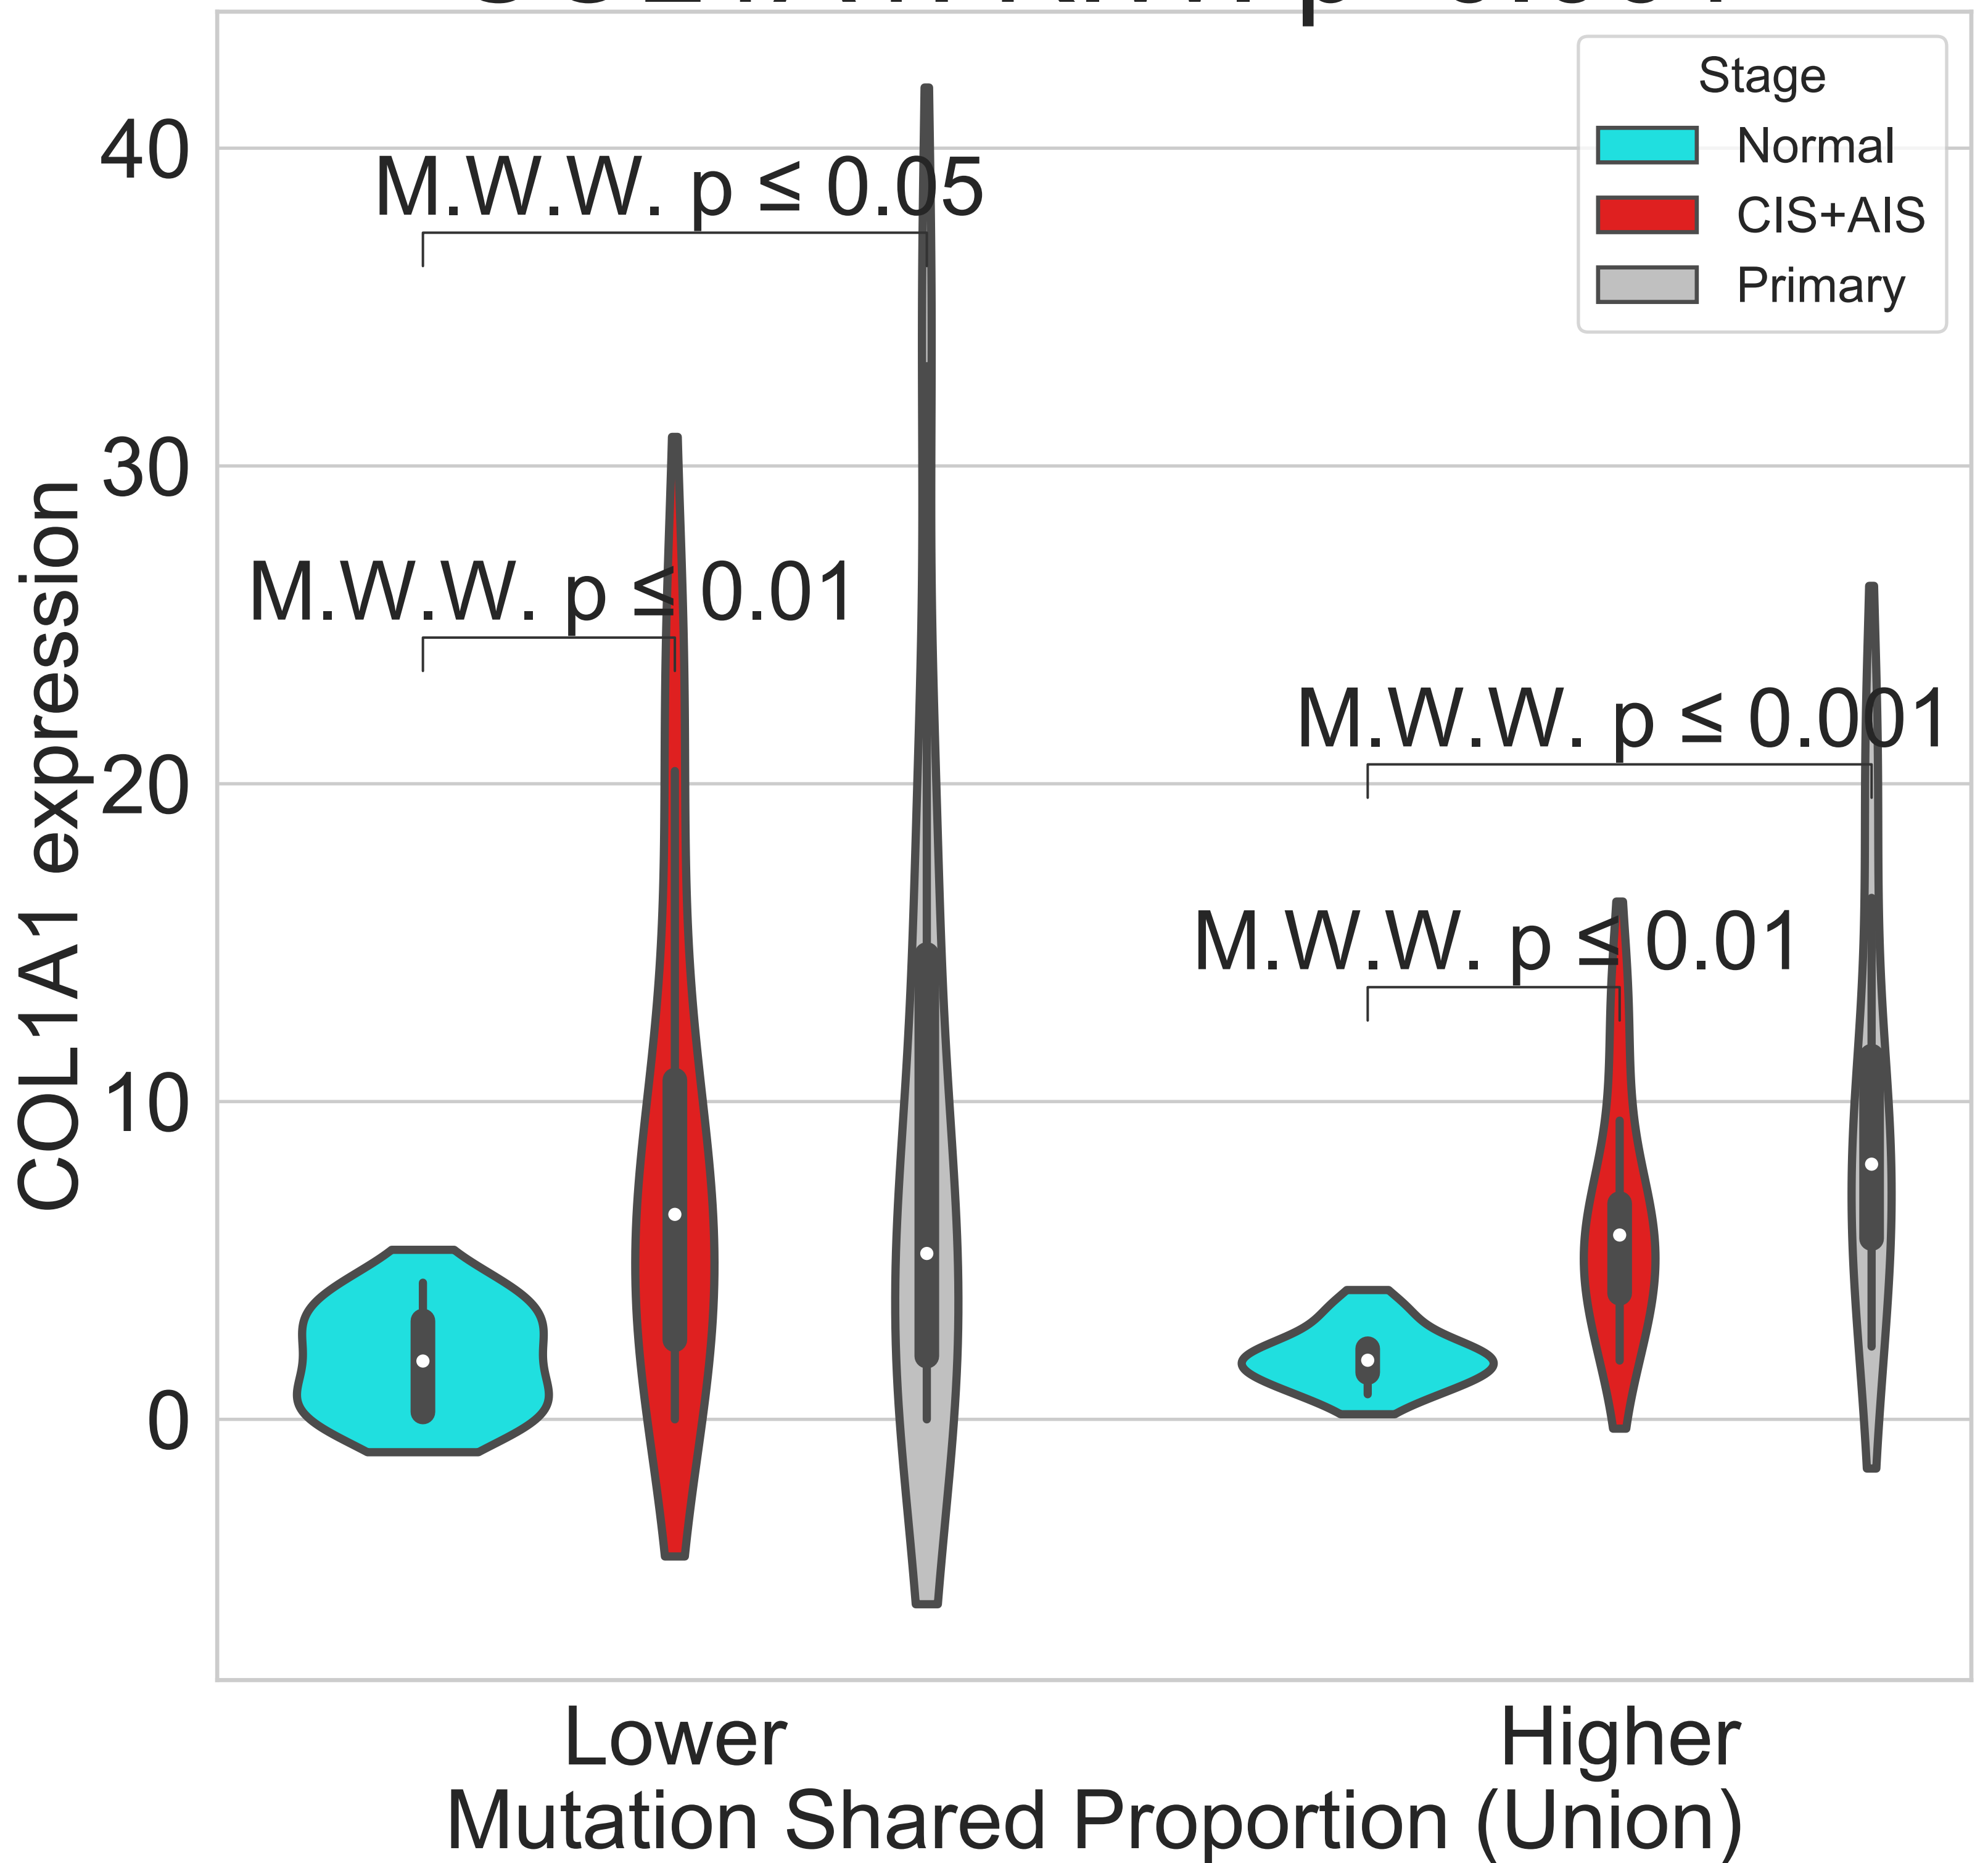 Stage
Normal
CIS+AIS
Primary
40
30
20
10
0
COL1A1 expression
M.W.W. p ≤ 0.05
M.W.W. p ≤ 0.01
M.W.W. p ≤ 0.001
M.W.W. p ≤ 0.01
Lower
Higher
Mutation Shared Proportion (Union)